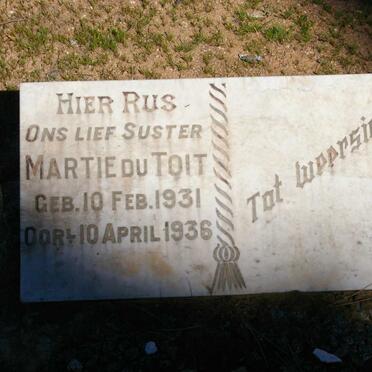 HIER RUS
ONS LIEF SUSTER
MARTIE DU TOIT
GEB. 10 FEB. 1931
OORL. 10 APRIL 1936
Tot